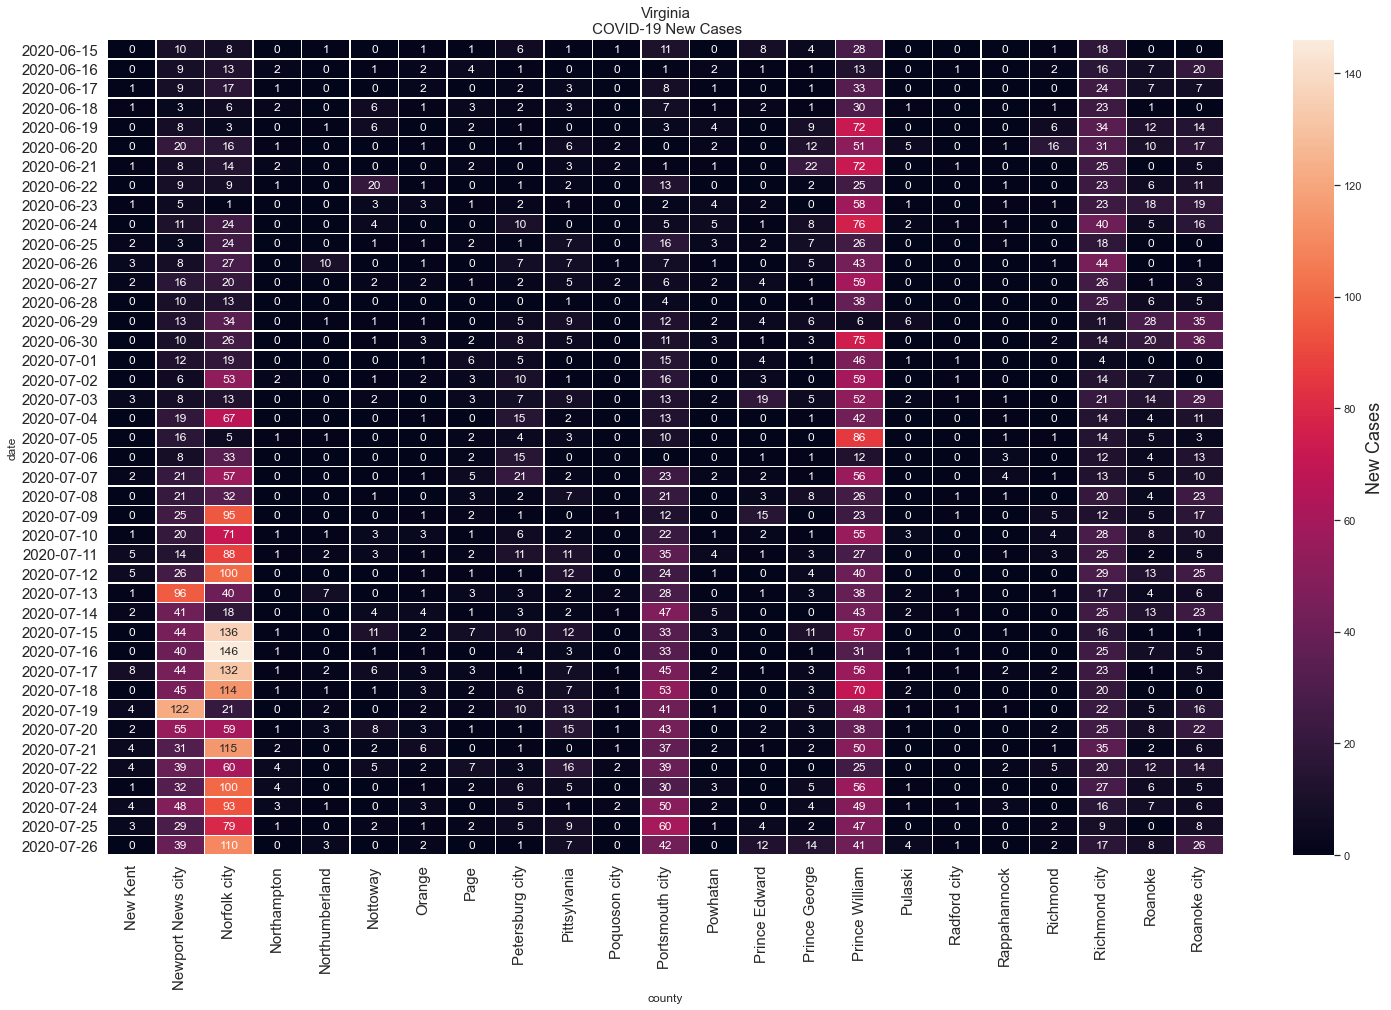 Virginia
COVID-19 New Cases
2020-06-15 0 10 8 0 1 0 1 1 6 1 1 11 0 8 4 28 0 0 0 1 18 0 0
2020-06-16 0 9 13 2 0 1 2 4 1 0 0 1 2 1 1 13 0 1 0 2 16 7 20
2020-06-17 1 9 17 1 0 0 2 0 2 3 0 8 1 0 1 33 0 0 0 0 24 7 7
2020-06-18 1 3 6 2 0 6 1 3 2 3 0 7 1 2 1 30 1 0 0 1 23 1 0
2020-06-19 0 8 3 0 1 6 0 2 1 0 0 3 4 0 9 72 0 0 0 6 34 12 14
2020-06-20 0 20 16 1 0 0 1 0 1 6 2 0 2 0 12 51 5 0 1 16 31 10 17
2020-06-21 1 8 14 2 0 0 0 2 0 3 2 1 1 0 22 72 0 1 0 0 25 0 5
2020-06-22 0 9 9 1 0 20 1 0 1 2 0 13 0 0 2 25 0 0 1 0 23 6 11
2020-06-23 1 5 1 0 0 3 3 1 2 1 0 2 4 2 0 58 1 0 1 1 23 18 19
2020-06-24 0 11 24 0 0 4 0 0 10 0 0 5 5 1 8 76 2 1 1 0 40 5 16
2020-06-25 2 3 24 0 0 1 1 2 1 7 0 16 3 2 7 26 0 0 1 0 18 0 0
2020-06-26 3 8 27 0 10 0 1 0 7 7 1 7 1 0 5 43 0 0 0 1 44 0 1
2020-06-27 2 16 20 0 0 2 2 1 2 5 2 6 2 4 1 59 0 0 0 0 26 1 3
2020-06-28 0 10 13 0 0 0 0 0 0 1 0 4 0 0 1 38 0 0 0 0 25 6 5
2020-06-29 0 13 34 0 1 1 1 0 5 9 0 12 2 4 6 6 6 0 0 0 11 28 35
2020-06-30 0 10 26 0 0 1 3 2 8 5 0 11 3 1 3 75 0 0 0 2 14 20 36
2020-07-01 0 12 19 0 0 0 0 6 5 0 0 15 0 4 1 46 1 1 0 0 4 0 0
2020-07-02 0 6 53 2 0 1 2 3 10 1 0 16 0 3 0 59 0 1 0 0 14 7 0
2020-07-03 3 8 13 0 0 2 0 3 7 9 0 13 2 19 5 52 2 1 1 0 21 14 29
2020-07-04 0 19 67 0 0 0 1 0 15 2 0 13 0 0 1 42 0 0 1 0 14 4 11
2020-07-05 0 16 5 1 1 0 0 2 4 3 0 10 0 0 0 86 0 0 1 1 14 5 3
2020-07-06 0 8 33 0 0 0 0 2 15 0 0 0 0 1 1 12 0 0 3 0 12 4 13
2020-07-07 2 21 57 0 0 0 1 5 21 2 0 23 2 2 1 56 0 0 4 1 13 5 10
2020-07-08 0 21 32 0 0 1 0 3 2 7 0 21 0 3 8 26 0 1 1 0 20 4 23
2020-07-09 0 25 95 0 0 0 1 2 1 0 1 12 0 15 0 23 0 1 0 5 12 5 17
2020-07-10 1 20 71 1 1 3 3 1 6 2 0 22 1 2 1 55 3 0 0 4 28 8 10
2020-07-11 5 14 88 1 2 3 1 2 11 11 0 35 4 1 3 27 0 0 1 3 25 2 5
2020-07-12 5 26 100 0 0 0 1 1 1 12 0 24 1 0 4 40 0 0 0 0 29 13 25
2020-07-13 1 96 40 0 7 0 1 3 3 2 2 28 0 1 3 38 2 1 0 1 17 4 6
2020-07-14 2 41 18 0 0 4 4 1 3 2 1 47 5 0 0 43 2 1 0 0 25 13 23
2020-07-15 0 44 136 1 0 11 2 7 10 12 0 33 3 0 11 57 0 0 1 0 16 1 1
2020-07-16 0 40 146 1 0 1 1 0 4 3 0 33 0 0 1 31 1 1 0 0 25 7 5
2020-07-17 8 44 132 1 2 6 3 3 1 7 1 45 2 1 3 56 1 1 2 2 23 1 5
2020-07-18 0 45 114 1 1 1 3 2 6 7 1 53 0 0 3 70 2 0 0 0 20 0 0
2020-07-19 4 122 21 0 2 0 2 2 10 13 1 41 1 0 5 48 1 1 1 0 22 5 16
2020-07-20 2 55 59 1 3 8 3 1 1 15 1 43 0 2 3 38 1 0 0 2 25 8 22
2020-07-21 4 31 115 2 0 2 6 0 1 0 1 37 2 1 2 50 0 0 0 1 35 2 6
2020-07-22 4 39 60 4 0 5 2 7 3 16 2 39 0 0 0 25 0 0 2 5 20 12 14
2020-07-23 1 32 100 4 0 0 1 2 6 5 0 30 3 0 5 56 1 0 0 0 27 6 5
2020-07-24 4 48 93 3 1 0 3 0 5 1 2 50 2 0 4 49 1 1 3 0 16 7 6
2020-07-25 3 29 79 1 0 2 1 2 5 9 0 60 1 4 2 47 0 0 0 2 9 0 8
2020-07-26 0 39 110 0 3 0 2 0 1 7 0 42 0 12 14 41 4 1 0 2 17 8 26
date
New Kent
Newport News city
Norfolk city
Northampton
Northumberland
Nottoway
Orange
Page
Petersburg city
Pittsylvania
Poquoson city
Portsmouth city
Powhatan
Prince Edward
Prince George
Prince William
Pulaski
Radford city
Rappahannock
Richmond
Richmond city
Roanoke
Roanoke city
county
140
120
100
80
60
40
20
0
New Cases